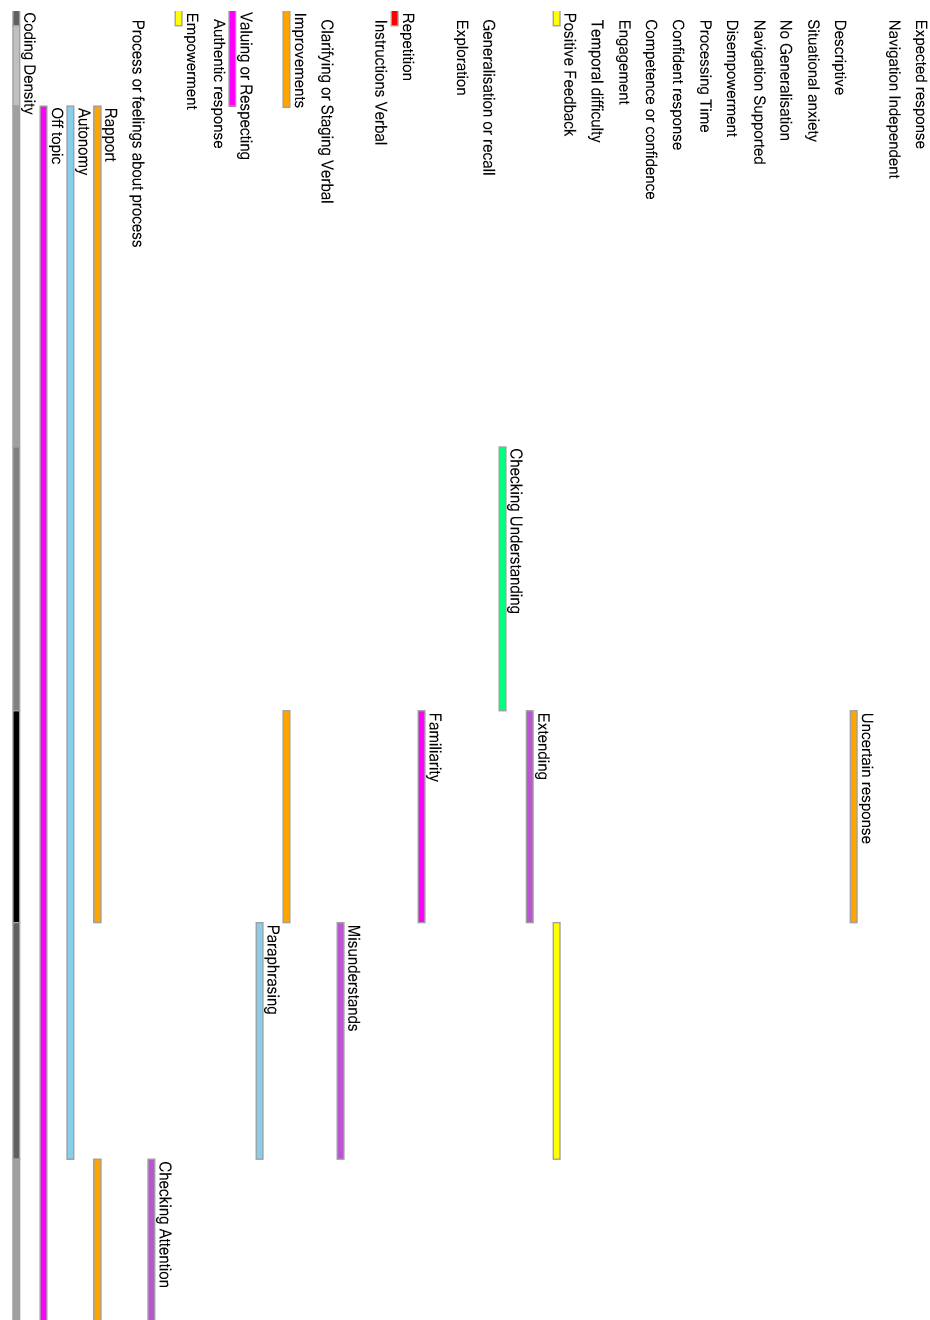 Expected response
Navigation Independent
Uncertain response
Descriptive
Situational anxiety
No Generalisation
Navigation Supported
Disempowerment
Processing Time
Confident response
Competence or confidence
Engagement
Temporal difficulty
Positive Feedback
Extending
Checking Understanding
Generalisation or recall
Exploration
Familiarity
Repetition
Instructions Verbal
Misunderstands
Clarifying or Staging Verbal
Improvements
Paraphrasing
Valuing or Respecting
Authentic response
Empowerment
Checking Attention
Process or feelings about process
Rapport
Autonomy
Off topic
Coding Density